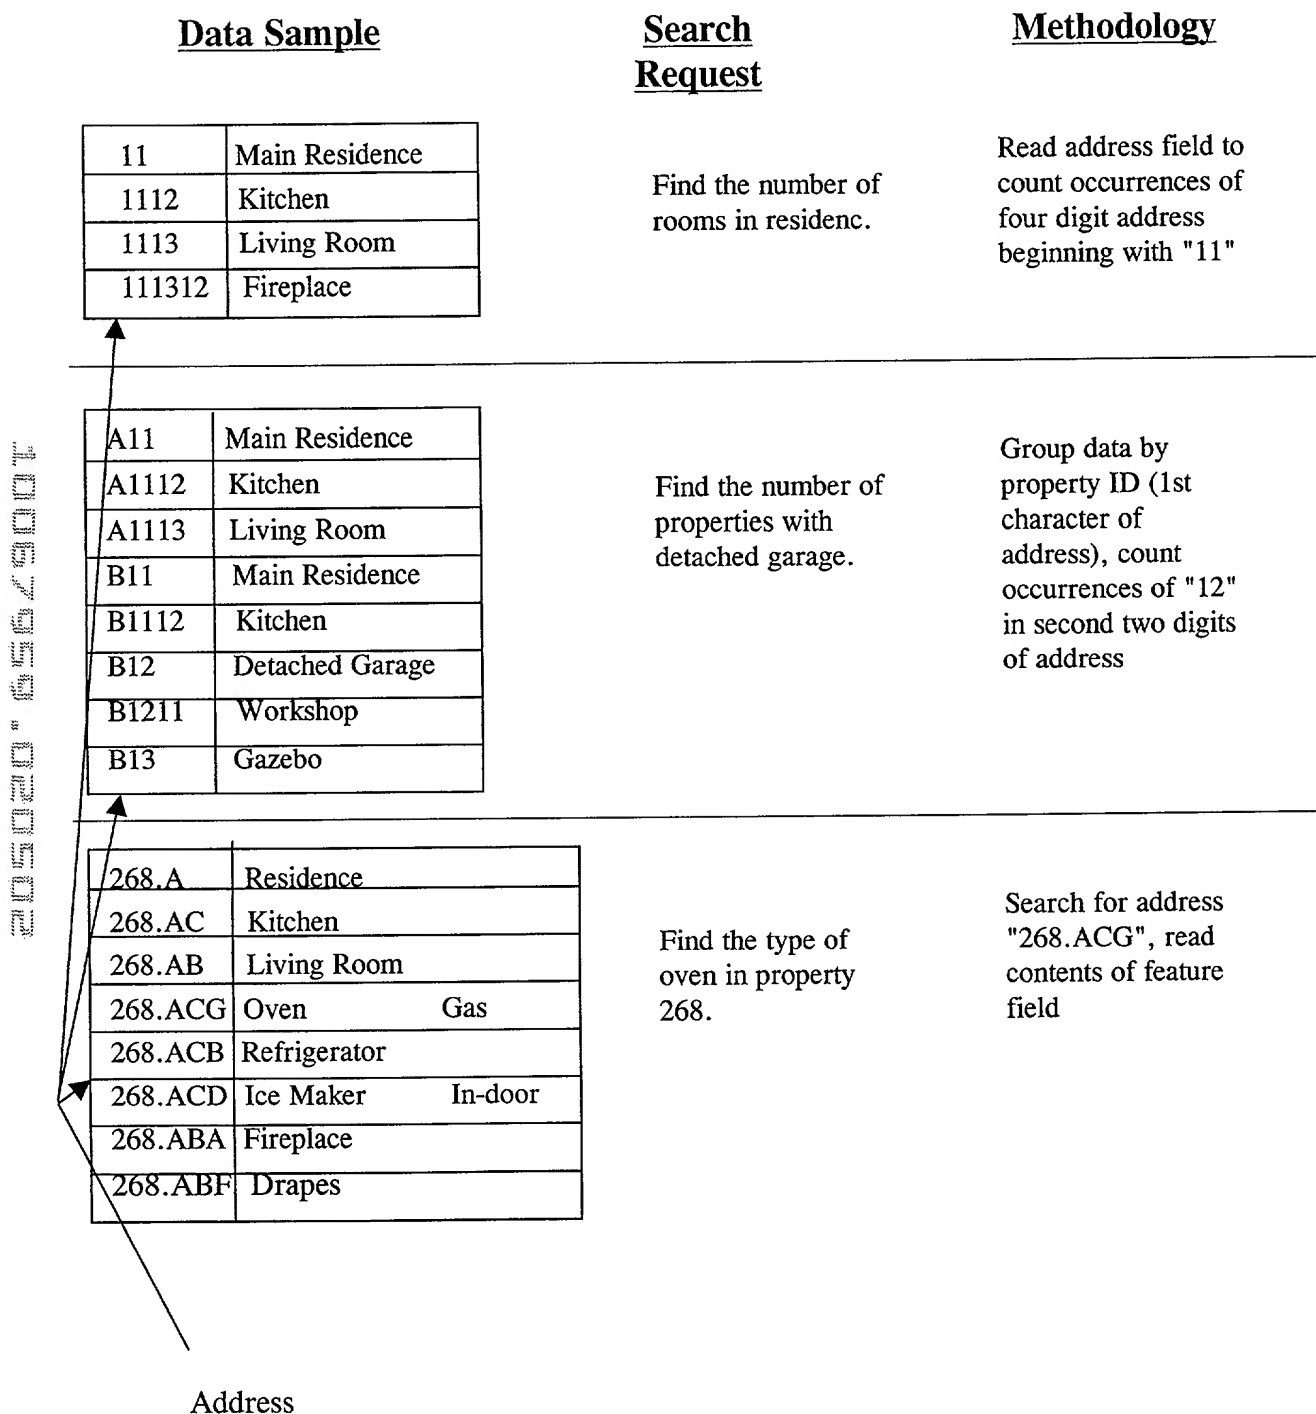 Data Sample
Search
Request
Methodology
11 Main Residence
1112 Kitchen
1113 Living Room
111312 Fireplace
Find the number of
rooms in residenc.
Read address field to
count occurrences of
four digit address
beginning with "11"
A11 Main Residence
A1112 Kitchen
A1113 Living Room
B11 Main Residence
B1112 Kitchen
B12 Detached Garage
B1211 Workshop
B13 Gazebo
Find the number of
properties with
detached garage.
Group data by
property ID (1st
character of
address), count
occurrences of "12"
in second two digits
of address
268.A Residence
268.AC Kitchen
268.AB Living Room
268.ACG Oven Gas
268.ACB Refrigerator
268.ACD Ice Maker In-door
268.ABA Fireplace
268.ABF Drapes
Find the type of
oven in property
268.
Search for address
"268.ACG", read
contents of feature
field
Address
10067959.020502